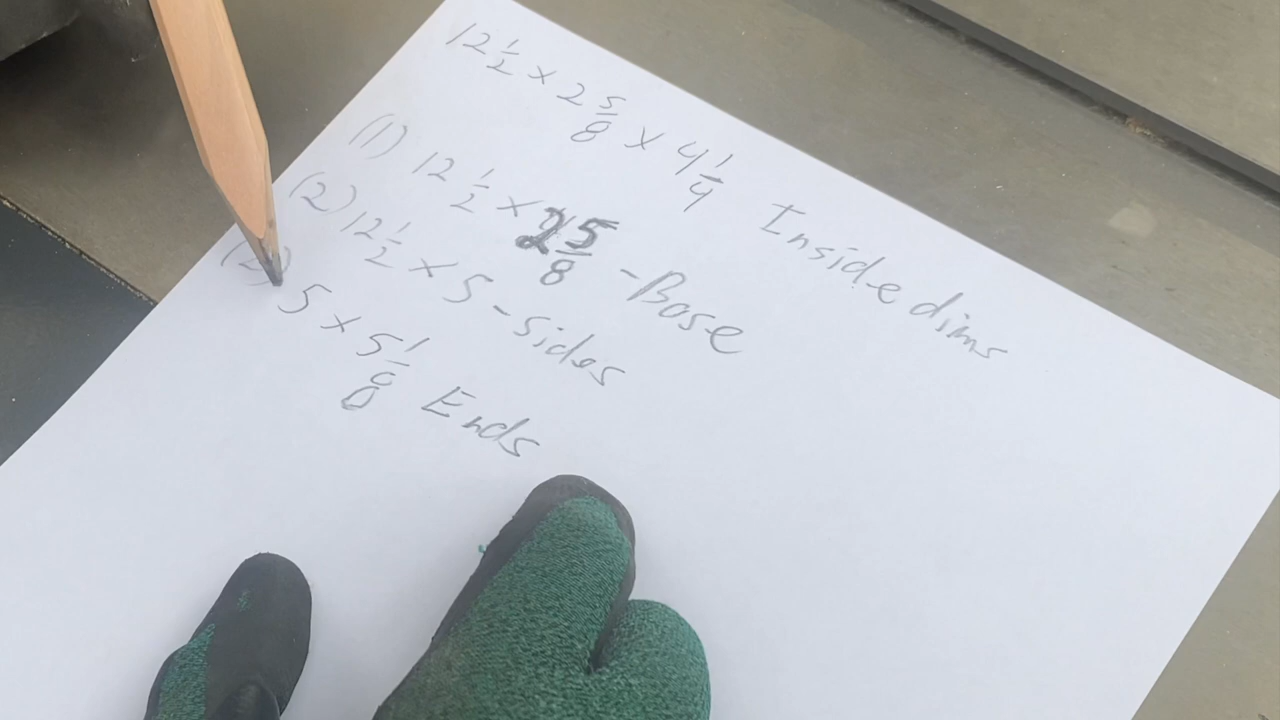 12 1/2 x 2 5/8 x 4 1/4 Inside dims
(1) 12 1/2 x 2 5/8 - Base
(2) 12 1/2 x 5 - Sides
(2) 5 x 5 1/8 Ends